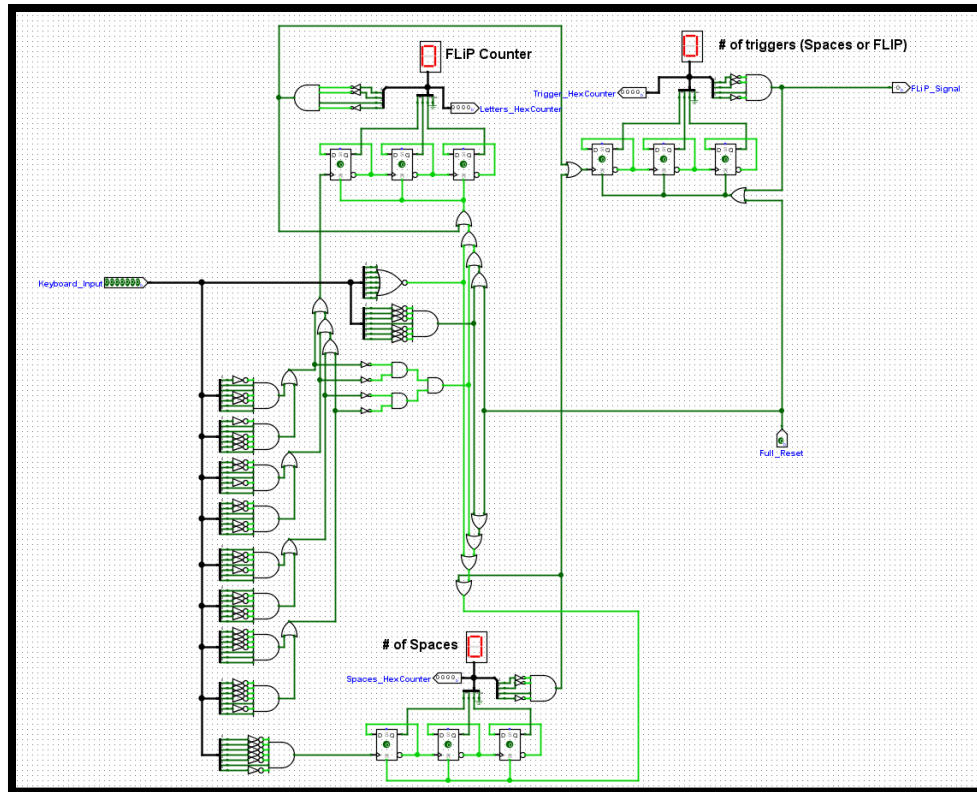 FLiP Counter
# of triggers (Spaces or FLIP)
Trigger_HexCounter
FLiP_Signal
Letters_HexCounter
Keyboard_Input
Full_Reset
# of Spaces
Spaces_HexCounter